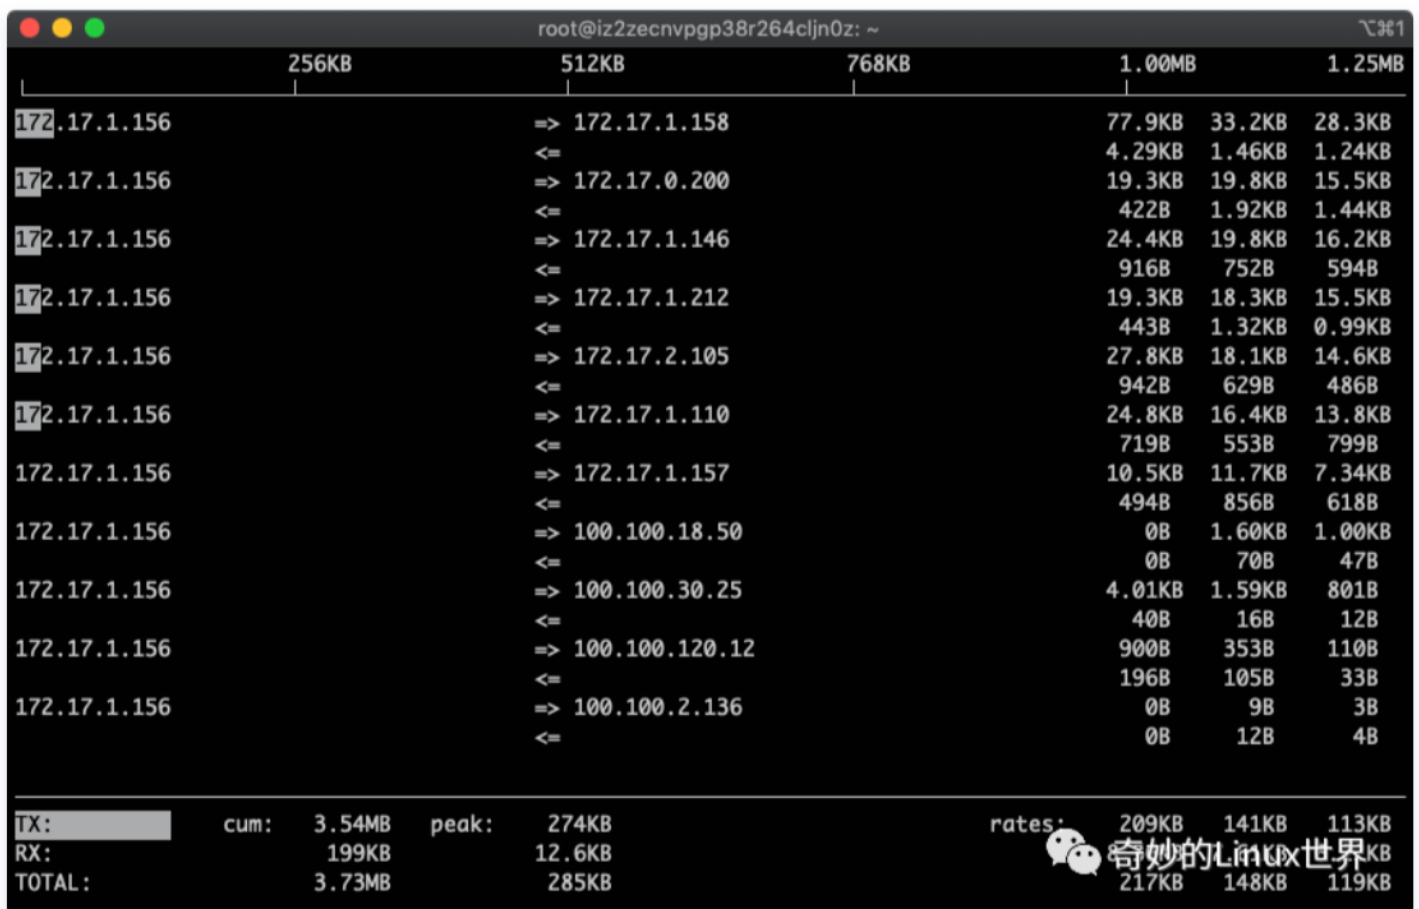 root@iz2zecnvpgp38r264cljn0z: ~ ⌥⌘1
256KB 512KB 768KB 1.00MB 1.25MB
172.17.1.156 => 172.17.1.158 77.9KB 33.2KB 28.3KB
<= 4.29KB 1.46KB 1.24KB
172.17.1.156 => 172.17.0.200 19.3KB 19.8KB 15.5KB
<= 422B 1.92KB 1.44KB
172.17.1.156 => 172.17.1.146 24.4KB 19.8KB 16.2KB
<= 916B 752B 594B
172.17.1.156 => 172.17.1.212 19.3KB 18.3KB 15.5KB
<= 443B 1.32KB 0.99KB
172.17.1.156 => 172.17.2.105 27.8KB 18.1KB 14.6KB
<= 942B 629B 486B
172.17.1.156 => 172.17.1.110 24.8KB 16.4KB 13.8KB
<= 719B 553B 799B
172.17.1.156 => 172.17.1.157 10.5KB 11.7KB 7.34KB
<= 494B 856B 618B
172.17.1.156 => 100.100.18.50 0B 1.60KB 1.00KB
<= 0B 70B 47B
172.17.1.156 => 100.100.30.25 4.01KB 1.59KB 801B
<= 40B 16B 12B
172.17.1.156 => 100.100.120.12 900B 353B 110B
<= 196B 105B 33B
172.17.1.156 => 100.100.2.136 0B 9B 3B
<= 0B 12B 4B
TX: cum: 3.54MB peak: 274KB rates: 209KB 141KB 113KB
RX: 199KB 12.6KB
奇妙的Linux世界
TOTAL: 3.73MB 285KB 217KB 148KB 119KB